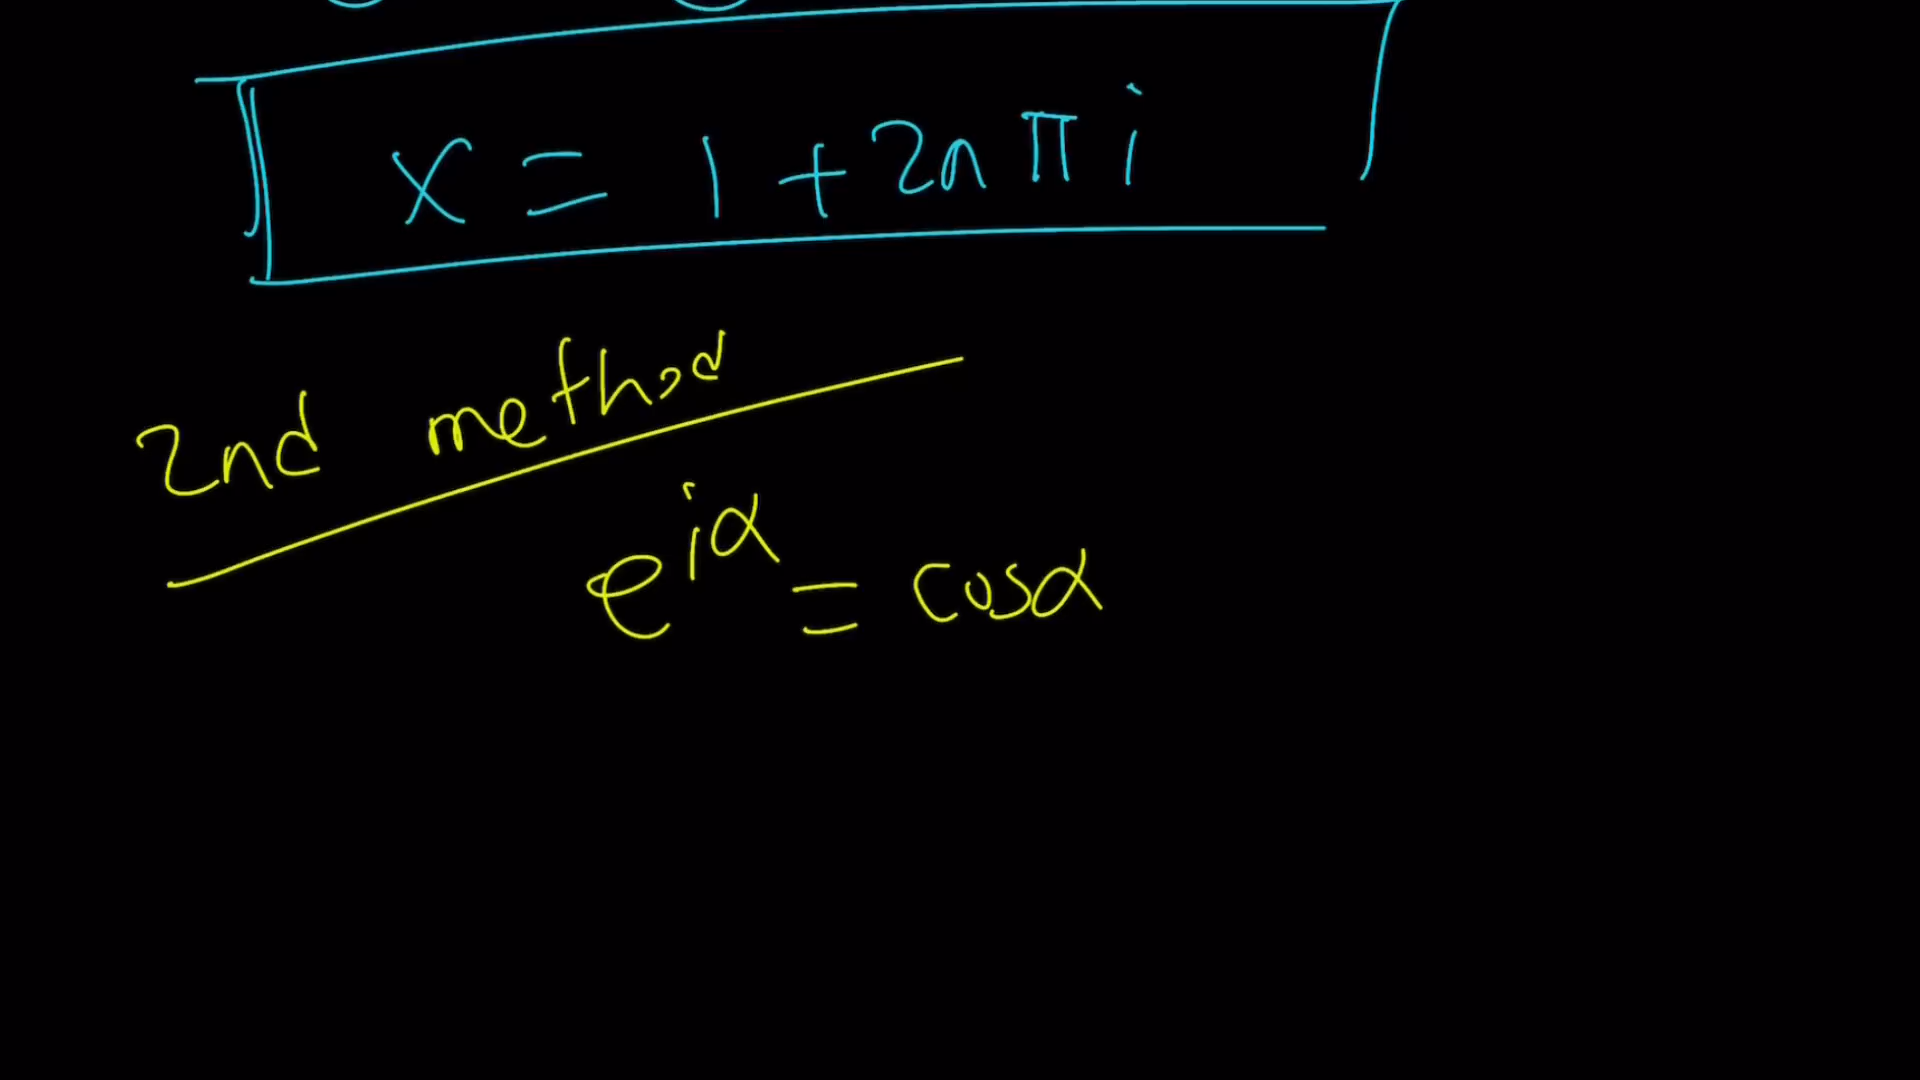 x = 1 + 2nπi
2nd method
e^{iα} = cosα